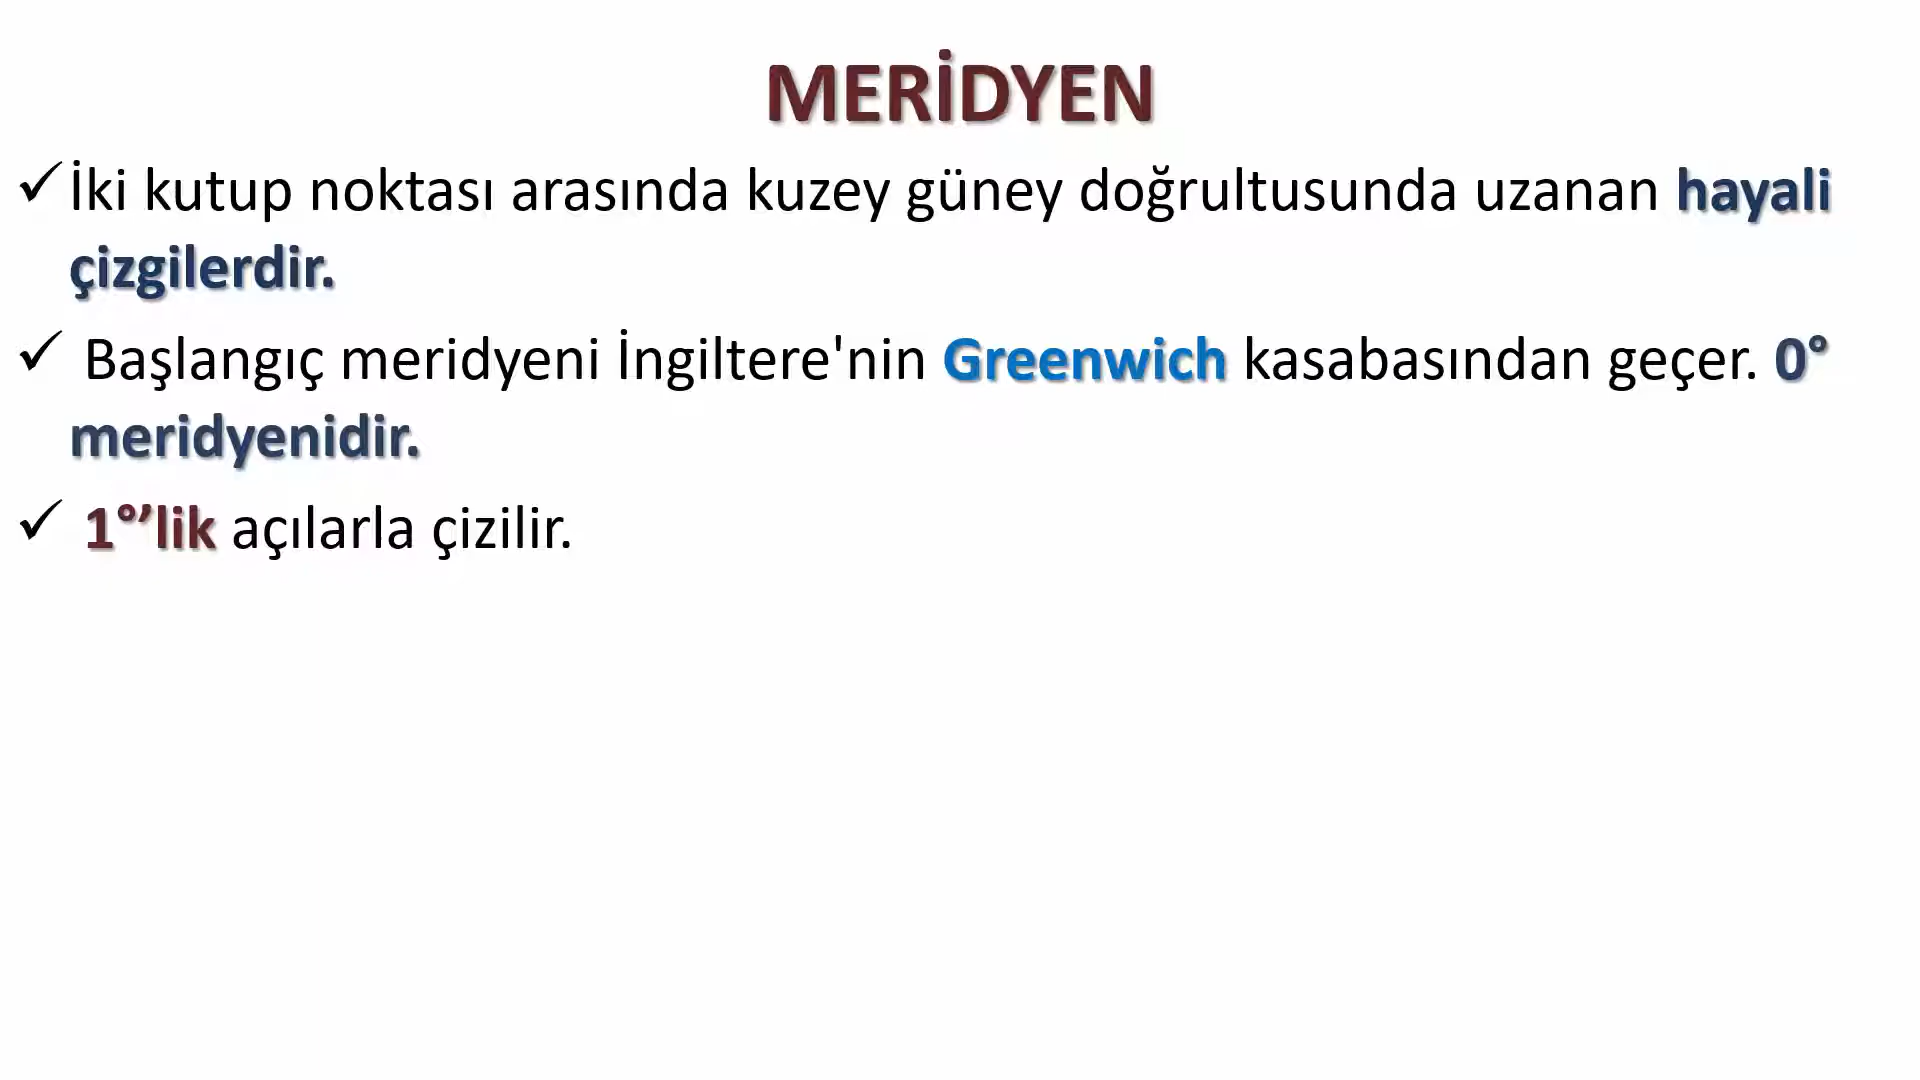 MERİDYEN
✓İki kutup noktası arasında kuzey güney doğrultusunda uzanan hayali
çizgilerdir.
✓ Başlangıç meridyeni İngiltere'nin Greenwich kasabasından geçer. 0°
meridyenidir.
✓ 1°’lik açılarla çizilir.